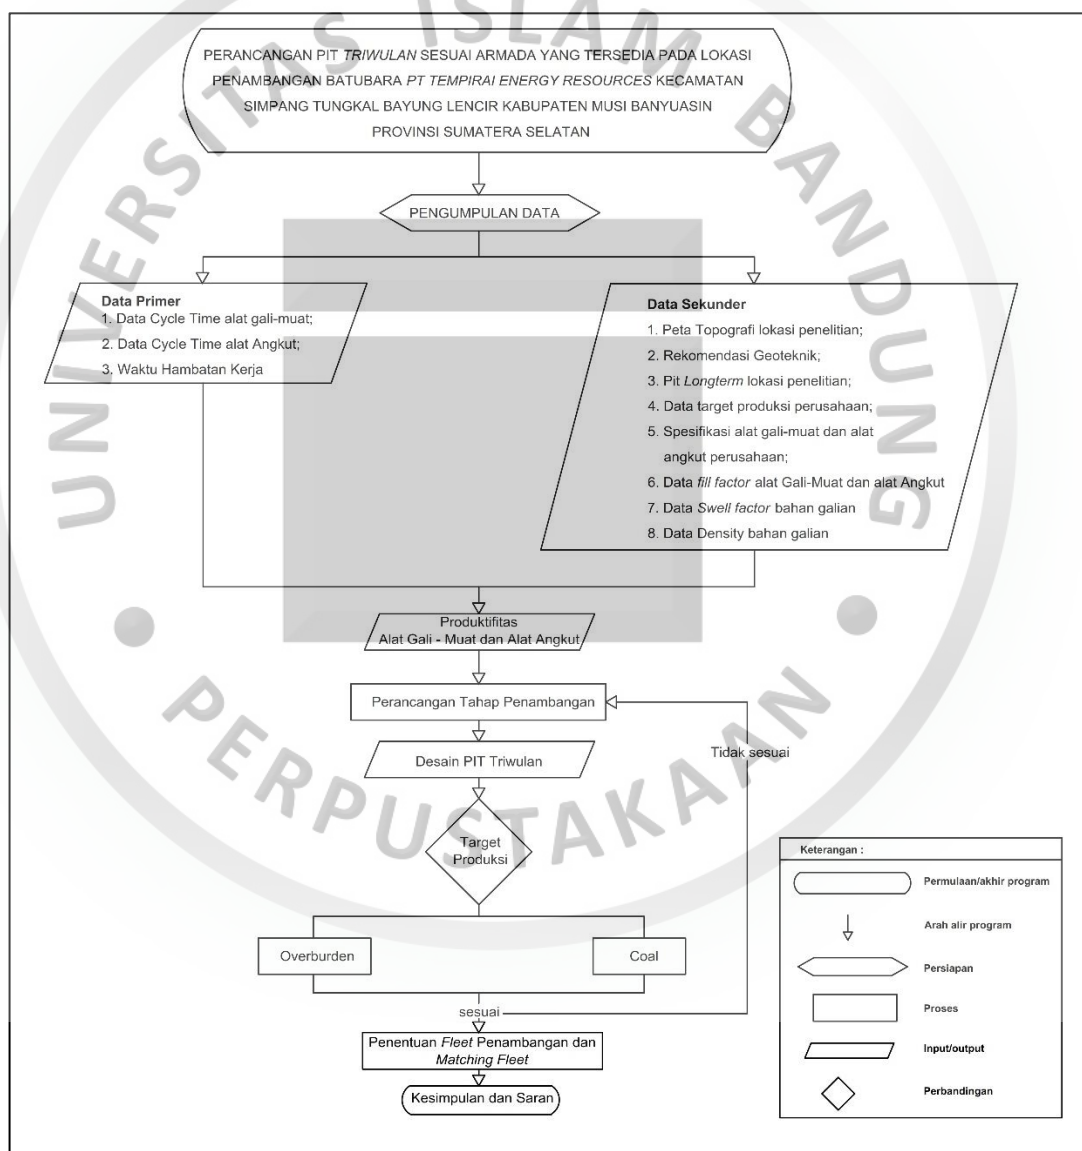 PERANCANGAN PIT TRIWULAN SESUAI ARMADA YANG TERSEDIA PADA LOKASI
PENAMBANGAN BATUBARA PT TEMPIRAI ENERGY RESOURCES KECAMATAN
SIMPANG TUNGKAL BAYUNG LENCIR KABUPATEN MUSI BANYUASIN
PROVINSI SUMATERA SELATAN
PENGUMPULAN DATA
Data Primer
1. Data Cycle Time alat gali-muat;
2. Data Cycle Time alat Angkut;
3. Waktu Hambatan Kerja
Data Sekunder
1. Peta Topografi lokasi penelitian;
2. Rekomendasi Geoteknik;
3. Pit Longterm lokasi penelitian;
4. Data target produksi perusahaan;
5. Spesifikasi alat gali-muat dan alat
angkut perusahaan;
6. Data fill factor alat Gali-Muat dan alat Angkut
7. Data Swell factor bahan galian
8. Data Density bahan galian
Produktifitas
Alat Gali - Muat dan Alat Angkut
Perancangan Tahap Penambangan
Tidak sesuai
Desain PIT Triwulan
Target
Produksi
Overburden
Coal
sesuai
Penentuan Fleet Penambangan dan
Matching Fleet
Kesimpulan dan Saran
Keterangan :
Permulaan/akhir program
Arah alir program
Persiapan
Proses
Input/output
Perbandingan
UNIVERSITAS ISLAM BANDUNG
PERPUSTAKAAN